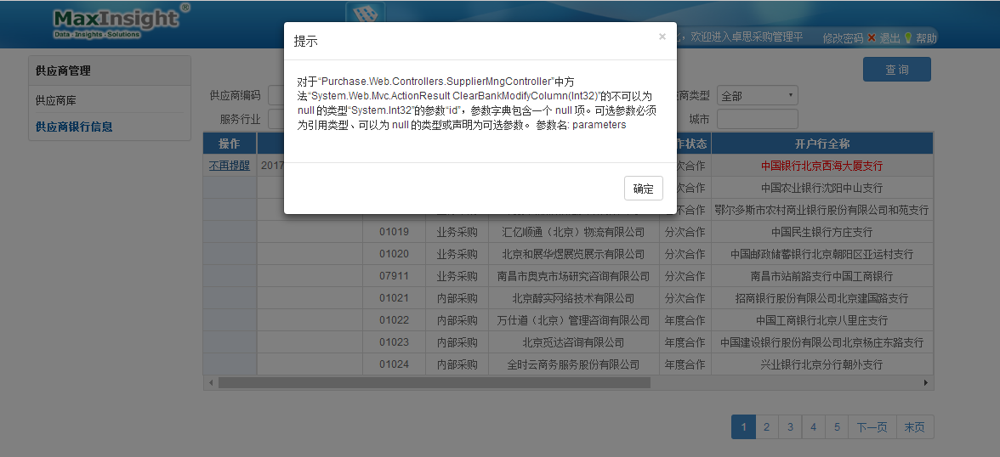 MaxInsight®
Data · Insights · Solutions
，欢迎进入卓思采购管理平
修改密码 退出 帮助
提示
×
对于“Purchase.Web.Controllers.SupplierMngController”中方
法“System.Web.Mvc.ActionResult ClearBankModifyColumn(Int32)”的不可以为
null 的类型“System.Int32”的参数“id”，参数字典包含一个 null 项。可选参数必须
为引用类型、可以为 null 的类型或声明为可选参数。 参数名: parameters
确定
供应商管理
供应商库
供应商银行信息
查 询
供应商编码
商类型 全部
服务行业
城市
操作 作状态 开户行全称
不再提醒 2017 次合作 中国银行北京西海大厦支行
次合作 中国农业银行沈阳中山支行
不合作 鄂尔多斯市农村商业银行股份有限公司和苑支行
01019 业务采购 汇亿顺通（北京）物流有限公司 分次合作 中国民生银行方庄支行
01020 业务采购 北京和展华煜展览展示有限公司 分次合作 中国邮政储蓄银行北京朝阳区亚运村支行
07911 业务采购 南昌市奥克市场研究咨询有限公司 分次合作 南昌市站前路支行中国工商银行
01021 内部采购 北京醇实网络技术有限公司 分次合作 招商银行股份有限公司北京建国路支行
01022 内部采购 万仕道（北京）管理咨询有限公司 年度合作 中国工商银行北京八里庄支行
01023 内部采购 北京觅达咨询有限公司 年度合作 中国建设银行股份有限公司北京杨庄东路支行
01024 内部采购 全时云商务服务股份有限公司 年度合作 兴业银行北京分行朝外支行
1 2 3 4 5 下一页 末页